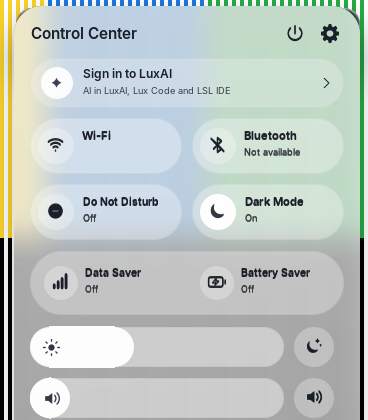 Control Center
Sign in to LuxAI
AI in LuxAI, Lux Code and LSL IDE
Wi-Fi
Bluetooth
Not available
Do Not Disturb
Off
Dark Mode
On
Data Saver
Off
Battery Saver
Off